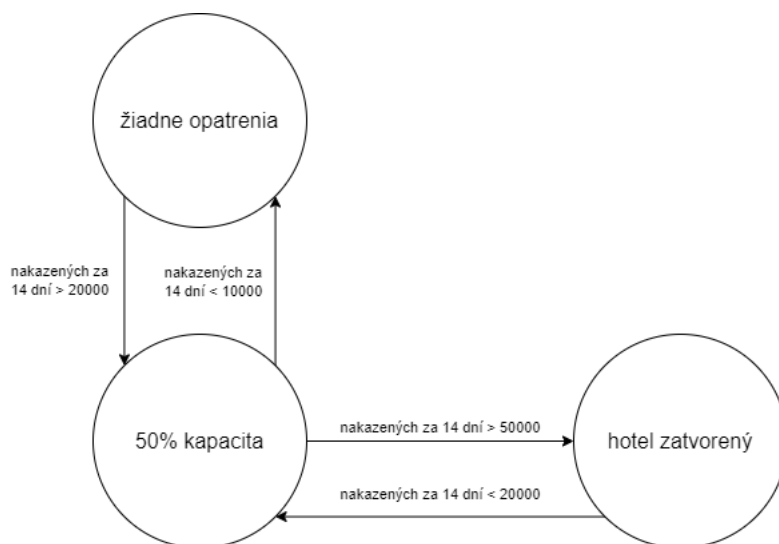 žiadne opatrenia
nakazených za
14 dní > 20000
nakazených za
14 dní < 10000
50% kapacita
nakazených za 14 dní > 50000
hotel zatvorený
nakazených za 14 dní < 20000